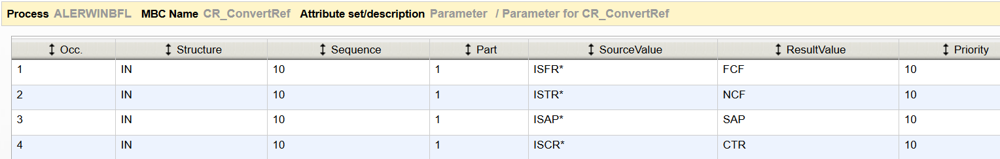 Process ALERWINBFL MBC Name CR_ConvertRef Attribute set/description Parameter / Parameter for CR_ConvertRef
Occ. Structure Sequence Part SourceValue ResultValue Priority
1 IN 10 1 ISFR* FCF 10
2 IN 10 1 ISTR* NCF 10
3 IN 10 1 ISAP* SAP 10
4 IN 10 1 ISCR* CTR 10